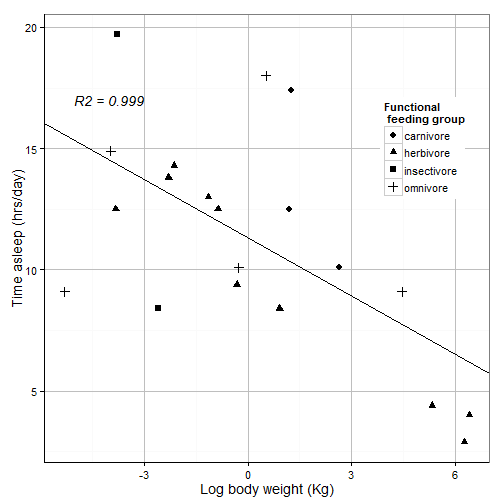 20
R2 = 0.999
Functional
feeding group
carnivore
herbivore
insectivore
omnivore
15
10
5
Time asleep (hrs/day)
-3
0
3
6
Log body weight (Kg)